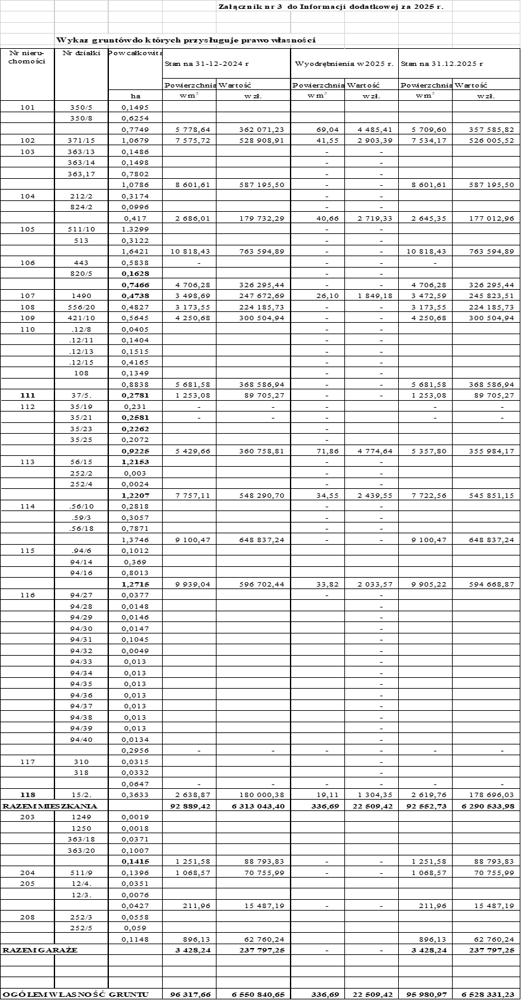 Załącznik nr 3 do Informacji dodatkowej za 2025 r.
Wykaz gruntów do których przysługuje prawo własności
Nr nieru- Nr działki Pow całkowita
chomości Stan na 31-12-2024 r Wyodrębnienia w 2025 r. Stan na 31.12.2025 r
Powierzchnia Wartość Powierzchnia Wartość Powierzchnia Wartość
ha w m² w zł. w m² w zł. w m² w zł.
101 350/5 0,1495
350/8 0,6254
0,7749 5 778,64 362 071,23 69,04 4 485,41 5 709,60 357 585,82
102 371/15 1,0679 7 575,72 528 908,91 41,55 2 903,39 7 534,17 526 005,52
103 363/13 0,1486 - -
363/14 0,1498 - -
363,17 0,7802 - -
1,0786 8 601,61 587 195,50 - - 8 601,61 587 195,50
104 212/2 0,3174 - -
824/2 0,0996 - -
0,417 2 686,01 179 732,29 40,66 2 719,33 2 645,35 177 012,96
105 511/10 1.3299 - -
513 0,3122 - -
1,6421 10 818,43 763 594,89 - - 10 818,43 763 594,89
106 443 0,5838 - - - -
820/5 0,1628 - -
0,7466 4 706,28 326 295,44 - - 4 706,28 326 295,44
107 1490 0,4738 3 498,69 247 672,69 26,10 1 849,18 3 472,59 245 823,51
108 556/20 0,4827 3 173,55 224 185,73 - - 3 173,55 224 185,73
109 421/10 0,5645 4 250,68 300 504,94 - - 4 250,68 300 504,94
110 .12/8 0,0405 - -
.12/11 0,1404 - -
.12/13 0,1515 - -
.12/15 0,4165 - -
108 0,1349 - -
0,8838 5 681,58 368 586,94 - - 5 681,58 368 586,94
111 37/5. 0,2781 1 253,08 89 705,27 - - 1 253,08 89 705,27
112 35/19 0,231 - - - - - -
35/21 0,2581 - - - - - -
35/23 0,2262 -
35/25 0,2072 -
0,9225 5 429,66 360 758,81 71,86 4 774,64 5 357,80 355 984,17
113 56/15 1,2153 - -
252/2 0,003 - -
252/4 0,0024 - -
1,2207 7 757,11 548 290,70 34,55 2 439,55 7 722,56 545 851,15
114 .56/10 0,2818 - -
.59/3 0,3057 - -
.56/18 0,7871 - -
1,3746 9 100,47 648 837,24 - - 9 100,47 648 837,24
115 .94/6 0,1012
94/14 0,369
94/16 0,8013
1,2715 9 939,04 596 702,44 33,82 2 033,57 9 905,22 594 668,87
116 94/27 0,0377 - -
94/28 0,0148 -
94/29 0,0146 -
94/30 0,0147 -
94/31 0,1045 -
94/32 0,0049 -
94/33 0,013 -
94/34 0,013 -
94/35 0,013 -
94/36 0,013 -
94/37 0,013 -
94/38 0,013 -
94/39 0,013 -
94/40 0,0134 -
0,2956 - - - - - -
117 310 0,0315 -
318 0,0332 -
0,0647 - - - - - -
118 15/2. 0,3633 2 638,87 180 000,38 19,11 1 304,35 2 619,76 178 696,03
RAZEM MIESZKANIA 92 889,42 6 313 043,40 336,69 22 509,42 92 552,73 6 290 533,98
203 1249 0,0019
1250 0,0018
363/18 0,0371
363/20 0,1007
0,1415 1 251,58 88 793,83 - - 1 251,58 88 793,83
204 511/9 0,1396 1 068,57 70 755,99 - - 1 068,57 70 755,99
205 12/4. 0,0351
12/3. 0,0076
0,0427 211,96 15 487,19 - - 211,96 15 487,19
208 252/3 0,0558
252/5 0,059
0,1148 896,13 62 760,24 896,13 62 760,24
RAZEM GARAŻE 3 428,24 237 797,25 - - 3 428,24 237 797,25
OGÓŁEM WŁASNOŚĆ GRUNTU 96 317,66 6 550 840,65 336,69 22 509,42 95 980,97 6 528 331,23